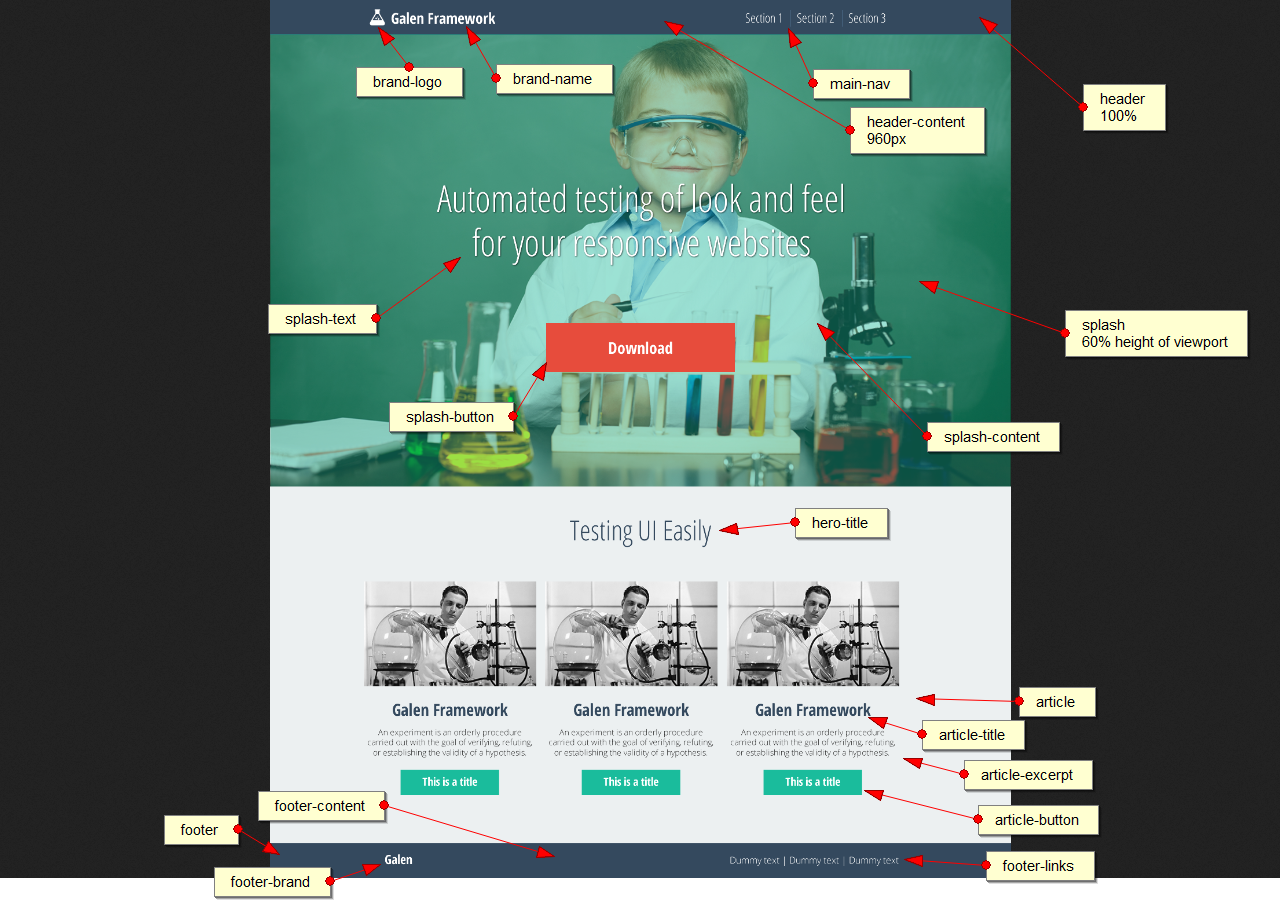 Galen Framework
Section 1
Section 2
Section 3
brand-logo
brand-name
main-nav
header
100%
header-content
960px
Automated testing of look and feel
for your responsive websites
splash-text
splash
60% height of viewport
Download
splash-button
splash-content
hero-title
Testing UI Easily
article
Galen Framework
Galen Framework
Galen Framework
article-title
An experiment is an orderly procedure
carried out with the goal of verifying, refuting,
or establishing the validity of a hypothesis.
An experiment is an orderly procedure
carried out with the goal of verifying, refuting,
or establishing the validity of a hypothesis.
An experiment is an orderly procedure
carried out with the goal of verifying, refuting,
or establishing the validity of a hypothesis.
article-excerpt
This is a title
This is a title
This is a title
footer-content
article-button
footer
Galen
Dummy text | Dummy text | Dummy text
footer-links
footer-brand